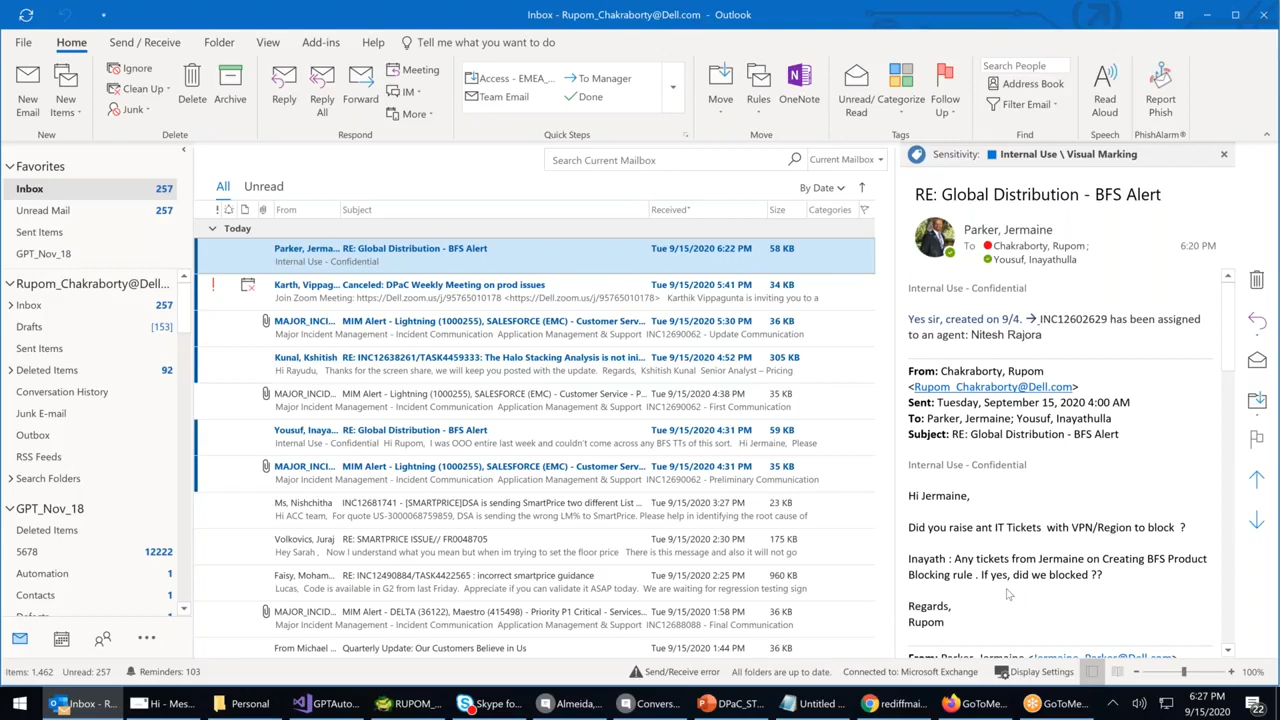 Inbox - Rupom_Chakraborty@Dell.com - Outlook
File Home Send / Receive Folder View Add-ins Help Tell me what you want to do
New Email
New Items
Ignore
Clean Up
Junk
Delete
Archive
Reply
Reply All
Forward
Meeting
IM
More
Access - EMEA_...
To Manager
Team Email
Done
Move
Rules
OneNote
Unread/ Read
Categorize
Follow Up
Search People
Address Book
Filter Email
Read Aloud
Report Phish
New Delete Respond Quick Steps Move Tags Find Speech PhishAlarm®
Favorites
Inbox 257
Unread Mail 257
Sent Items
GPT_Nov_18
Rupom_Chakraborty@Dell...
Inbox 257
Drafts [153]
Sent Items
Deleted Items 92
Conversation History
Junk E-mail
Outbox
RSS Feeds
Search Folders
GPT_Nov_18
Deleted Items
5678 12222
Automation 1
Contacts 1
Search Current Mailbox Current Mailbox
All Unread By Date
! From Subject Received Size Categories
Today
Parker, Jerma... RE: Global Distribution - BFS Alert Tue 9/15/2020 6:22 PM 58 KB
Internal Use - Confidential
Karth, Vippag... Canceled: DPaC Weekly Meeting on prod issues Tue 9/15/2020 5:41 PM 34 KB
Join Zoom Meeting: https://Dell.zoom.us/j/95765010178 <https://Dell.zoom.us/j/95765010178> Karthik Vippagunta is inviting you to a
MAJOR_INCI... MIM Alert - Lightning (1000255), SALESFORCE (EMC) - Customer Serv... Tue 9/15/2020 5:30 PM 36 KB
Major Incident Management - Incident Communication Application Management & Support INC12690062 - Update Communication
Kunal, Kshitish RE: INC12638261/TASK4459333: The Halo Stacking Analysis is not ini... Tue 9/15/2020 4:52 PM 305 KB
Hi Rayudu, Thanks for the screen share, we will keep you posted with the update. Regards, Kshitish Kunal Senior Analyst – Pricing
MAJOR_INCID... MIM Alert - Lightning (1000255), SALESFORCE (EMC) - Customer Service - P... Tue 9/15/2020 4:38 PM 35 KB
Major Incident Management - Incident Communication Application Management & Support INC12690062 - First Communication
Yousuf, Inaya... RE: Global Distribution - BFS Alert Tue 9/15/2020 4:31 PM 59 KB
Internal Use - Confidential Hi Rupom, I was OOO entire last week and couldn't come across any BFS TTs of this sort. Hi Jermaine, Please
MAJOR_INCI... MIM Alert - Lightning (1000255), SALESFORCE (EMC) - Customer Serv... Tue 9/15/2020 4:31 PM 35 KB
Major Incident Management - Incident Communication Application Management & Support INC12690062 - Preliminary Communication
Ms, Nishchitha INC12681741 - [SMARTPRICE]DSA is sending SmartPrice two different List ... Tue 9/15/2020 3:27 PM 23 KB
Hi ACC team, For quote US-3000068759859, DSA is sending the wrong LM% to SmartPrice. Please help in identifying the root cause of
Volkovics, Juraj RE: SMARTPRICE ISSUE// FR0048705 Tue 9/15/2020 2:30 PM 175 KB
Hey Sarah , Now I understand what you mean but when im trying to set the floor price There is this message and also it will not go
Faisy, Moham... RE: INC12490884/TASK4422565 : incorrect smartprice guidance Tue 9/15/2020 2:25 PM 960 KB
Lucas, Code is available in G2 from last Friday. Appreciate if you can validate it ASAP today. We are waiting for regression testing sign
MAJOR_INCID... MIM Alert - DELTA (36122), Maestro (415498) - Priority P1 Critical - Services... Tue 9/15/2020 1:58 PM 36 KB
Major Incident Management - Incident Communication Application Management & Support INC12688088 - Final Communication
From Michael ... Quarterly Update: Our Customers Believe in Us Tue 9/15/2020 1:44 PM 36 KB
Sensitivity: Internal Use \ Visual Marking
RE: Global Distribution - BFS Alert
Parker, Jermaine
To Chakraborty, Rupom; 6:20 PM
Yousuf, Inayathulla
Internal Use - Confidential
Yes sir, created on 9/4. → INC12602629 has been assigned
to an agent: Nitesh Rajora
From: Chakraborty, Rupom
<Rupom_Chakraborty@Dell.com>
Sent: Tuesday, September 15, 2020 4:00 AM
To: Parker, Jermaine; Yousuf, Inayathulla
Subject: RE: Global Distribution - BFS Alert
Internal Use - Confidential
Hi Jermaine,
Did you raise ant IT Tickets with VPN/Region to block ?
Inayath : Any tickets from Jermaine on Creating BFS Product
Blocking rule . If yes, did we blocked ??
Regards,
Rupom
From: Parker, Jermaine <Jermaine_Parker@Dell.com>
Items: 1,462 Unread: 257 Reminders: 103 Send/Receive error All folders are up to date. Connected to: Microsoft Exchange Display Settings 100%
Inbox - R... Hi - Mes... Personal GPTAuto... RUPOM_... Skype fo... Almeida,... Convers... DPaC_ST... Untitled ... rediffmai... GoToMe... GoToMe...
6:27 PM
9/15/2020
22